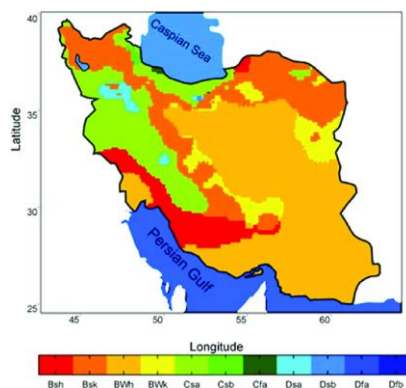 40
35
30
25
Latitude
Caspian Sea
Persian Gulf
45 50 55 60
Longitude
Bsh Bsk BWh BWk Csa Csb Cfa Dsa Dsb Dfa Dfb